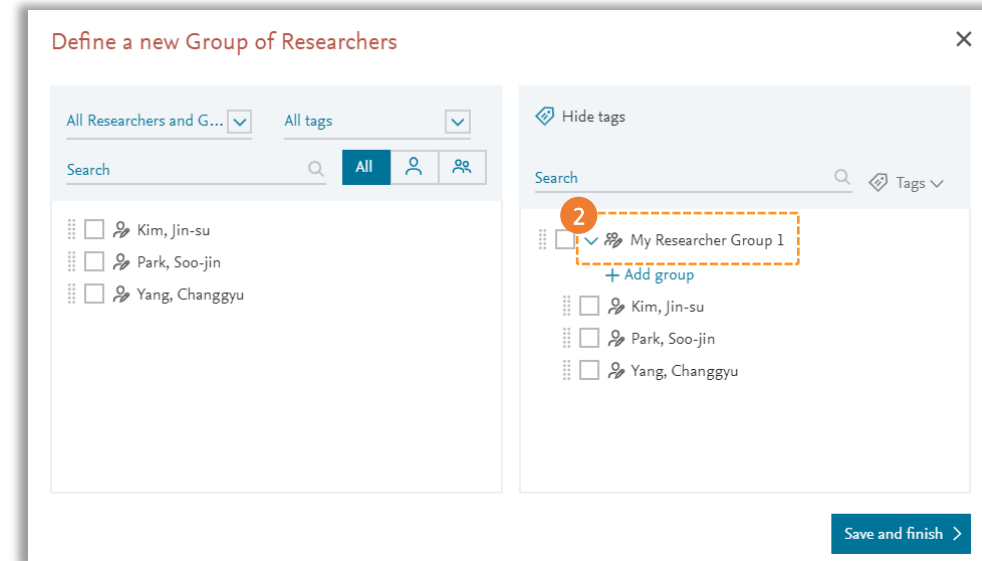 Define a new Group of Researchers
All Researchers and G...
All tags
Search
All
Kim, Jin-su
Park, Soo-jin
Yang, Changgyu
Hide tags
Search
Tags
2
My Researcher Group 1
+ Add group
Kim, Jin-su
Park, Soo-jin
Yang, Changgyu
Save and finish